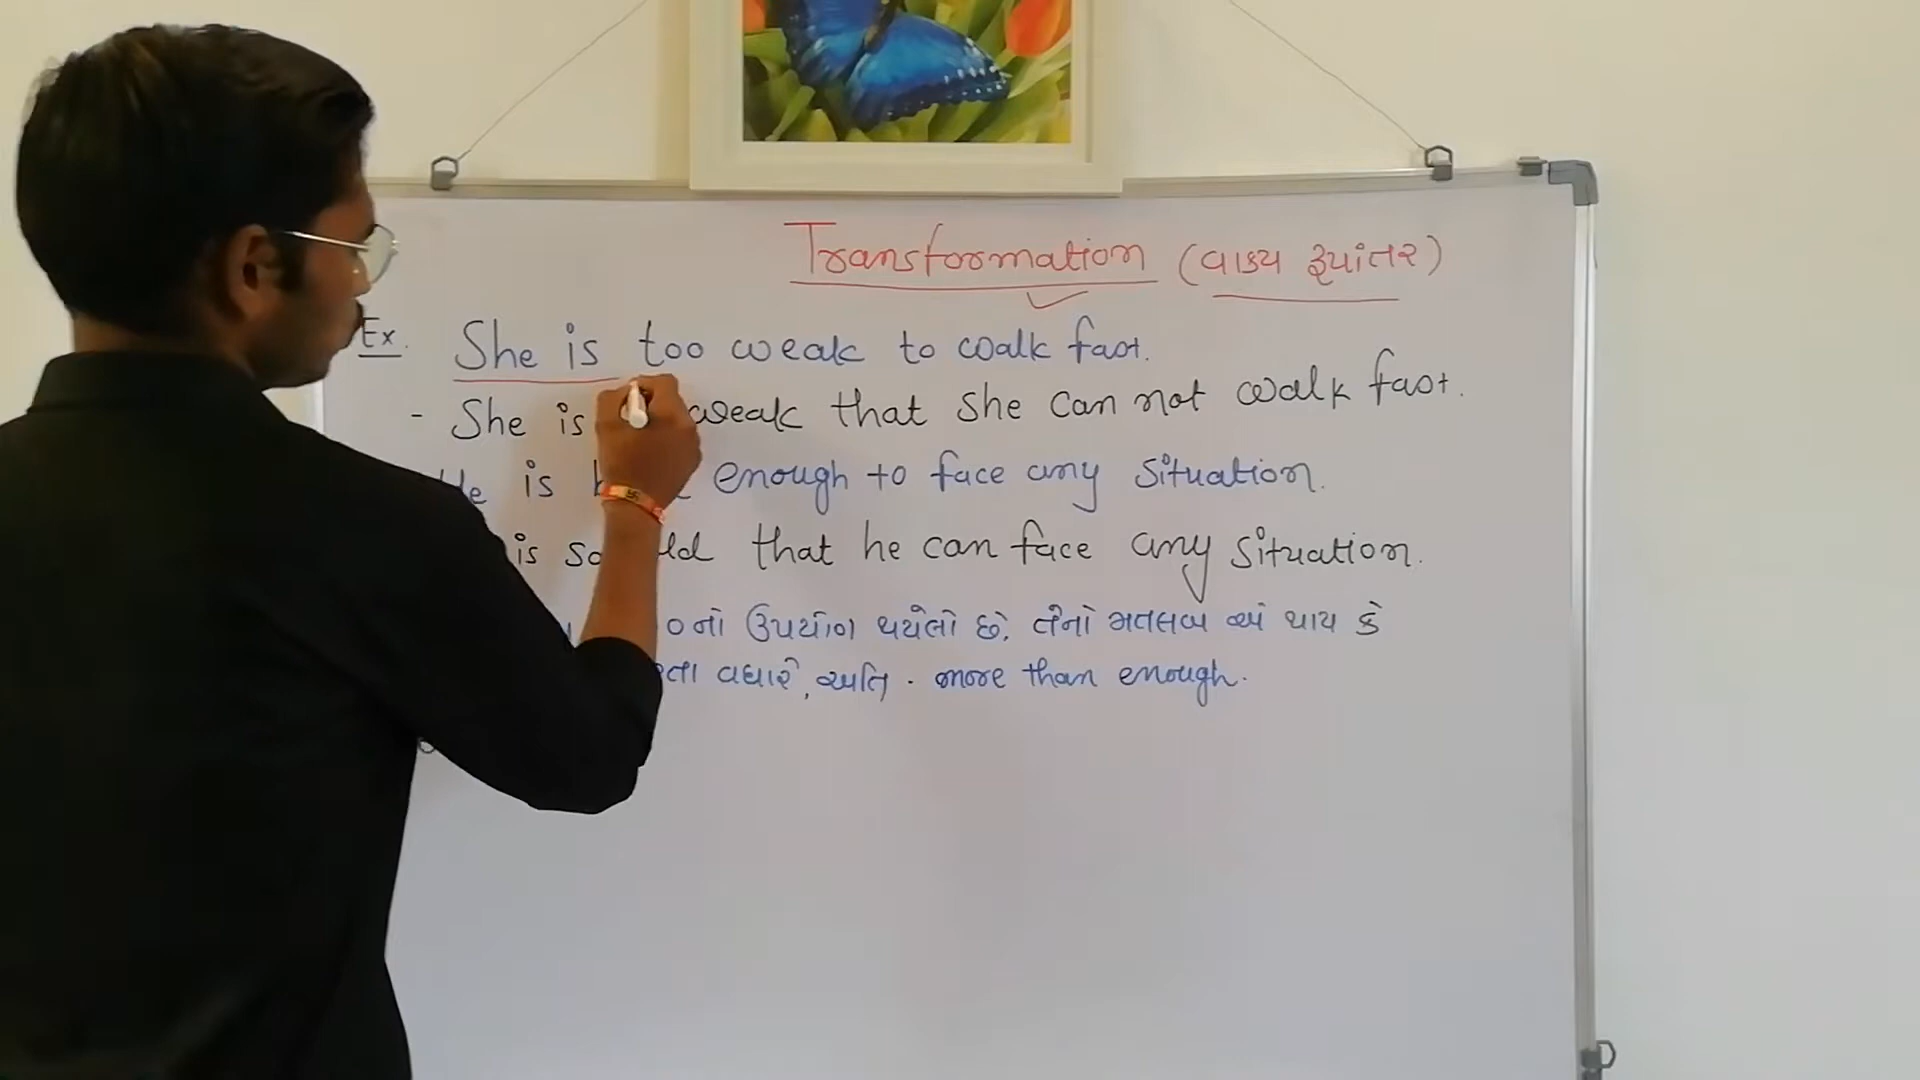 Transformation (વાક્ય રૂપાંતર)
Ex. She is too weak to walk fast.
- She is weak that she can not walk fast.
is enough to face any situation.
is so that he can face any situation.
નો ઉપયોગ થયેલો છે. તેનો મતલબ એ થાય કે
વધારે, અતિ. more than enough.